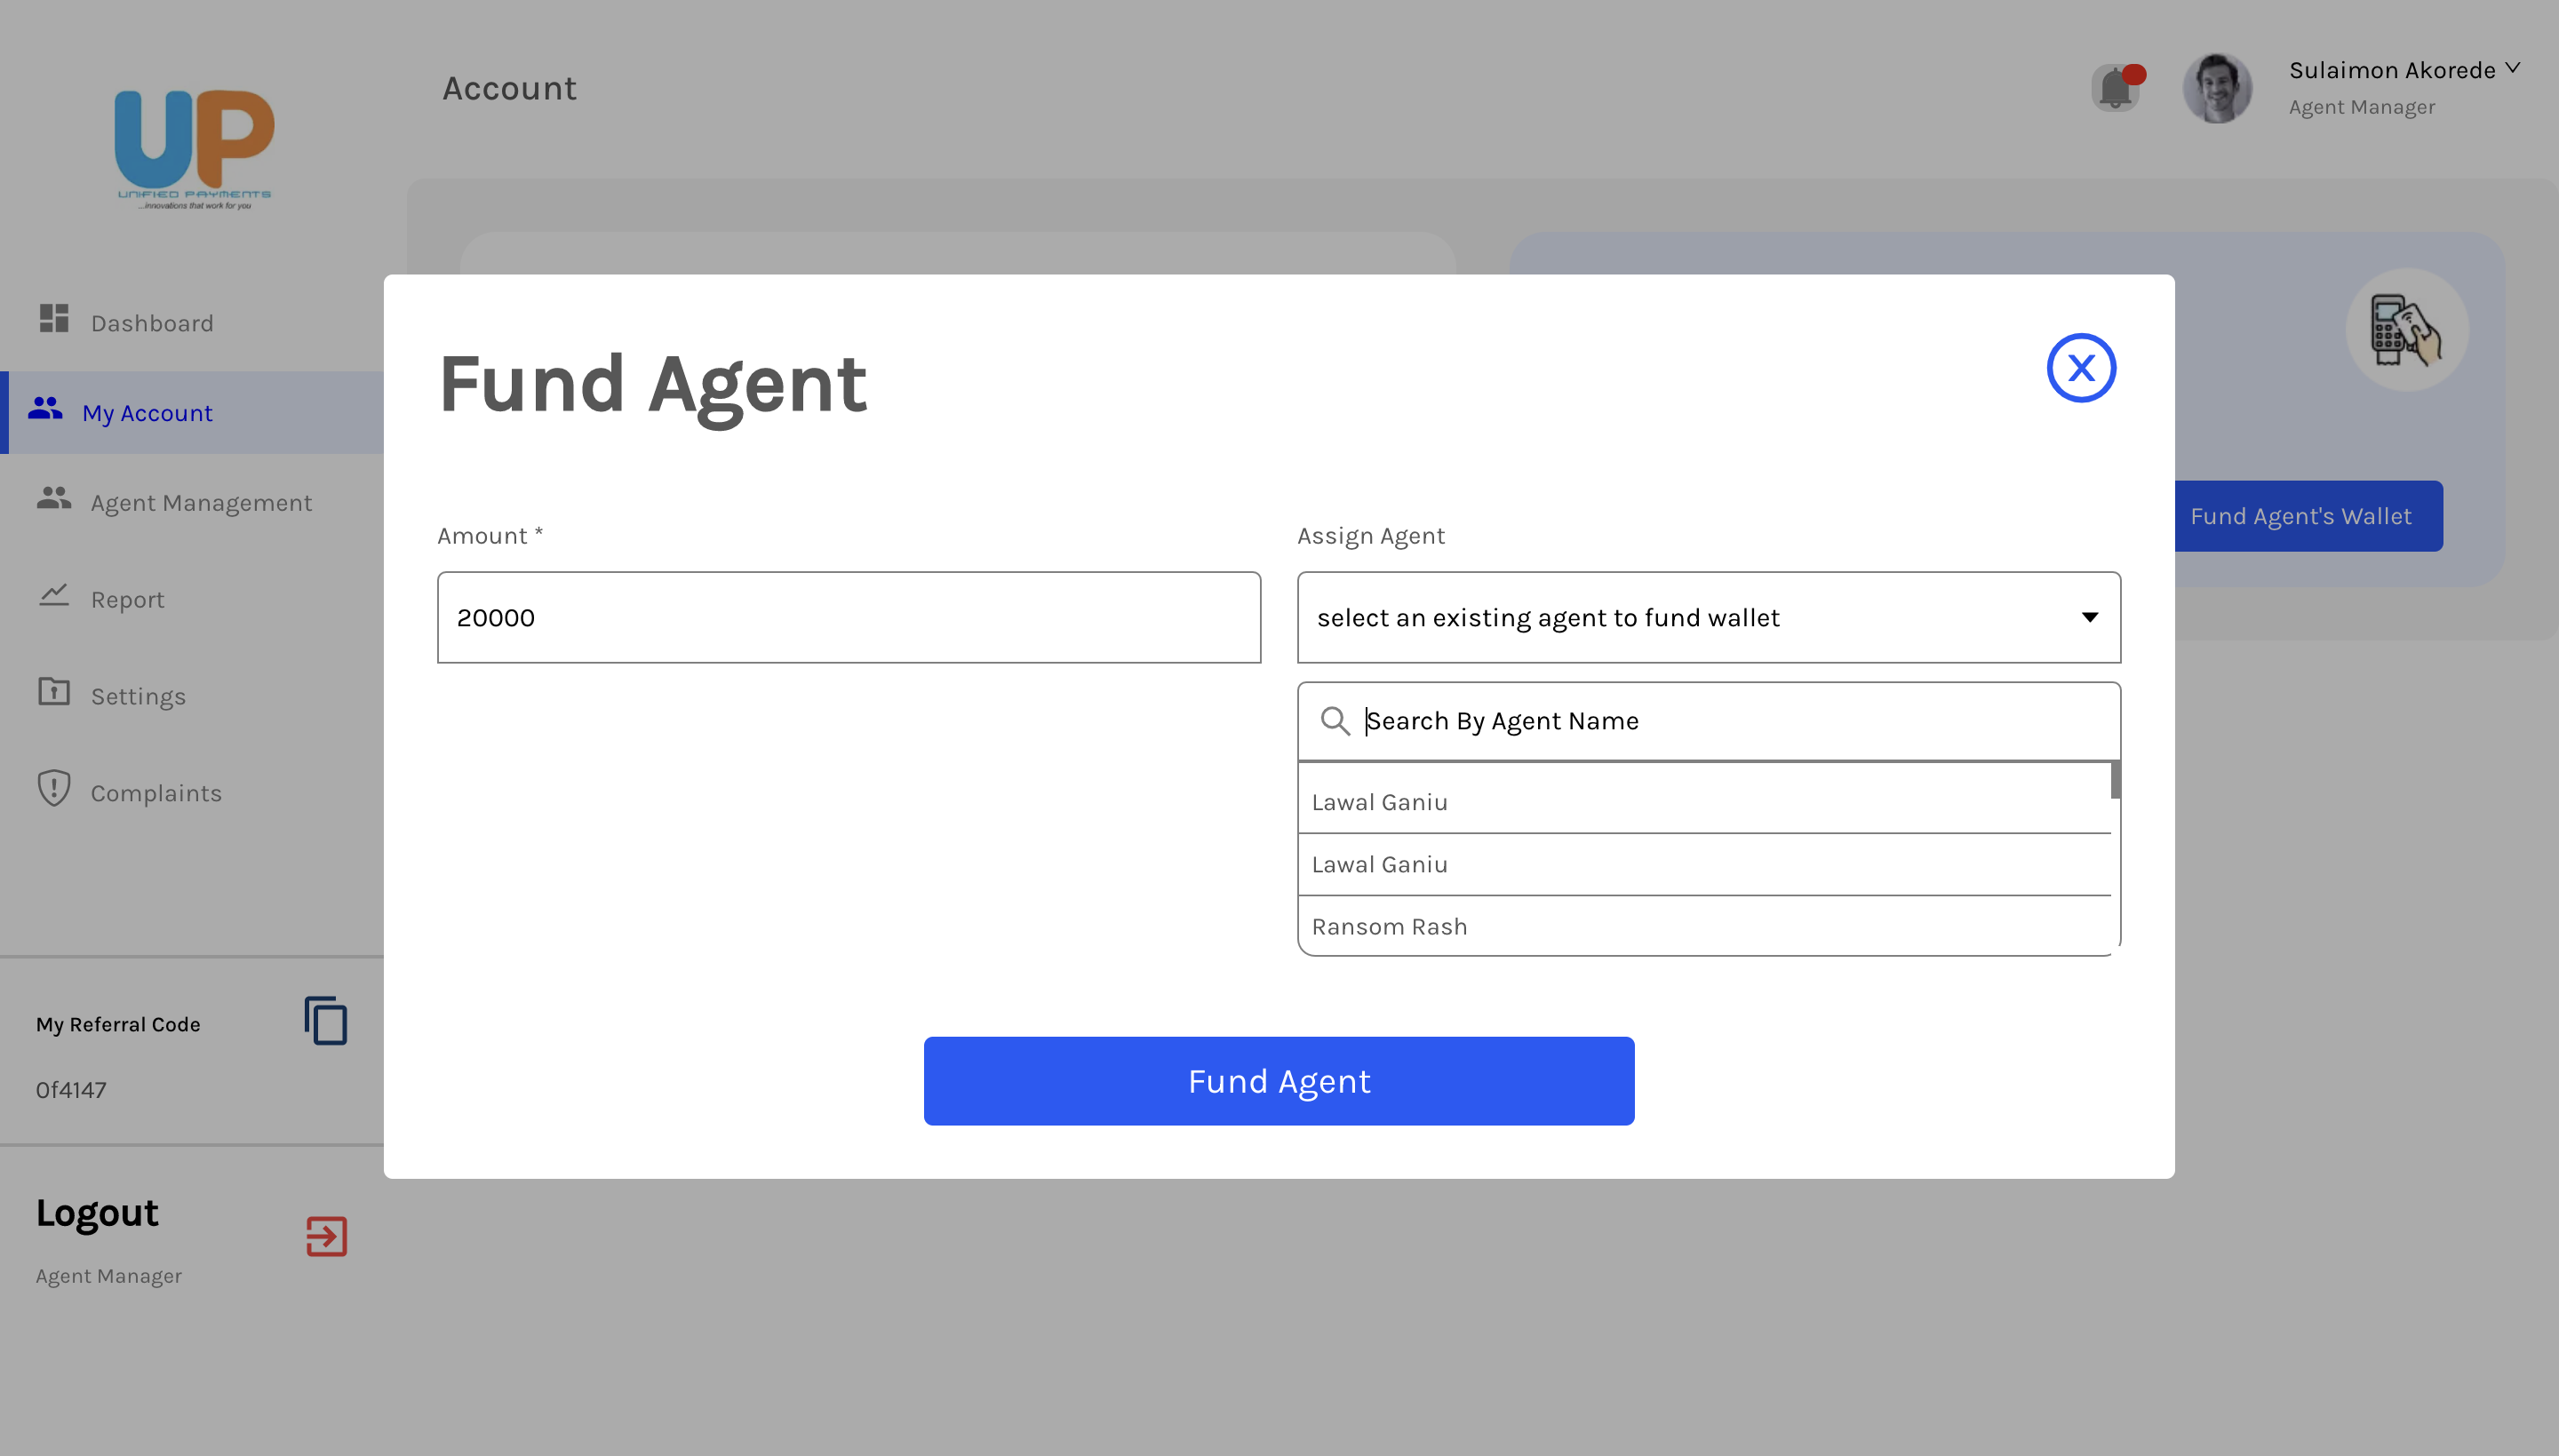 UP
UNIFIED PAYMENTS
...innovations that work for you
Dashboard
My Account
Agent Management
Report
Settings
Complaints
My Referral Code
0f4147
Logout
Agent Manager
Account
Sulaimon Akorede
Agent Manager
Fund Agent's Wallet
Fund Agent
X
Amount *
20000
Assign Agent
select an existing agent to fund wallet
Search By Agent Name
Lawal Ganiu
Lawal Ganiu
Ransom Rash
Fund Agent